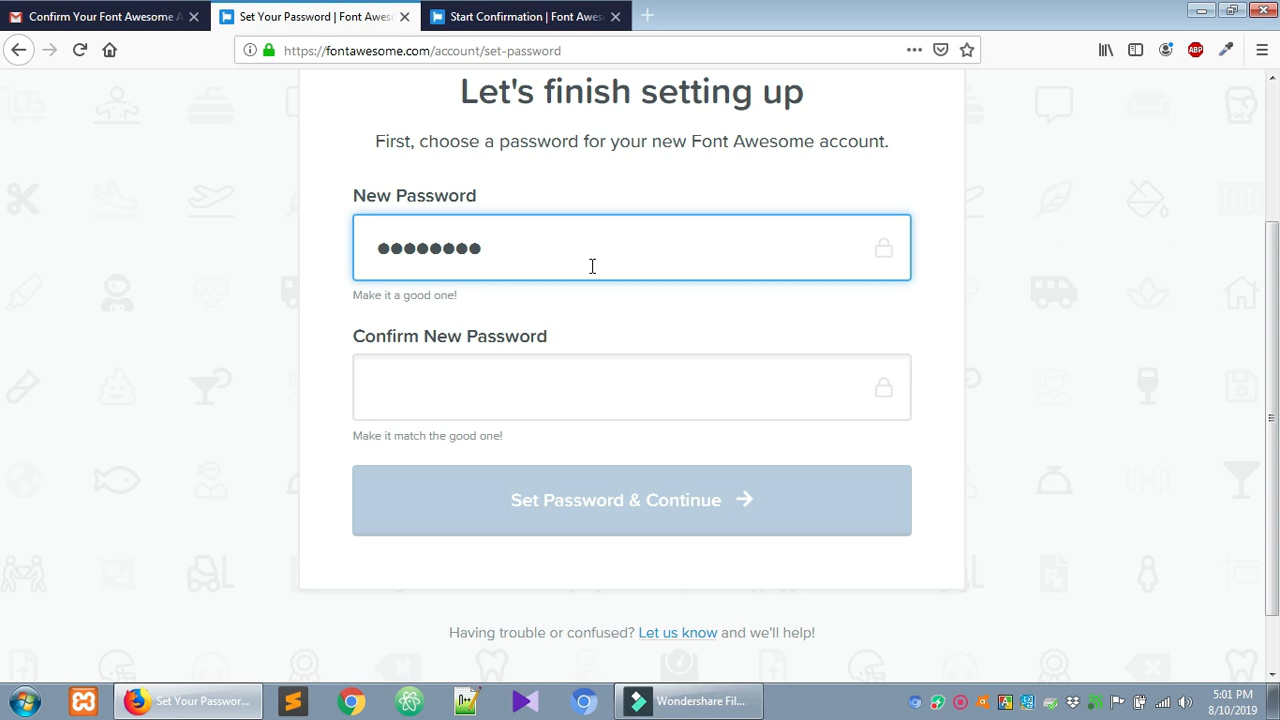 Confirm Your Font Awesome A
Set Your Password | Font Awes
Start Confirmation | Font Awes
https://fontawesome.com/account/set-password
ABP
Let's finish setting up
First, choose a password for your new Font Awesome account.
New Password
●●●●●●●●
Make it a good one!
Confirm New Password
Make it match the good one!
Set Password & Continue
Having trouble or confused? Let us know and we'll help!
Set Your Passwor...
Wondershare Fil...
5:01 PM
8/10/2019